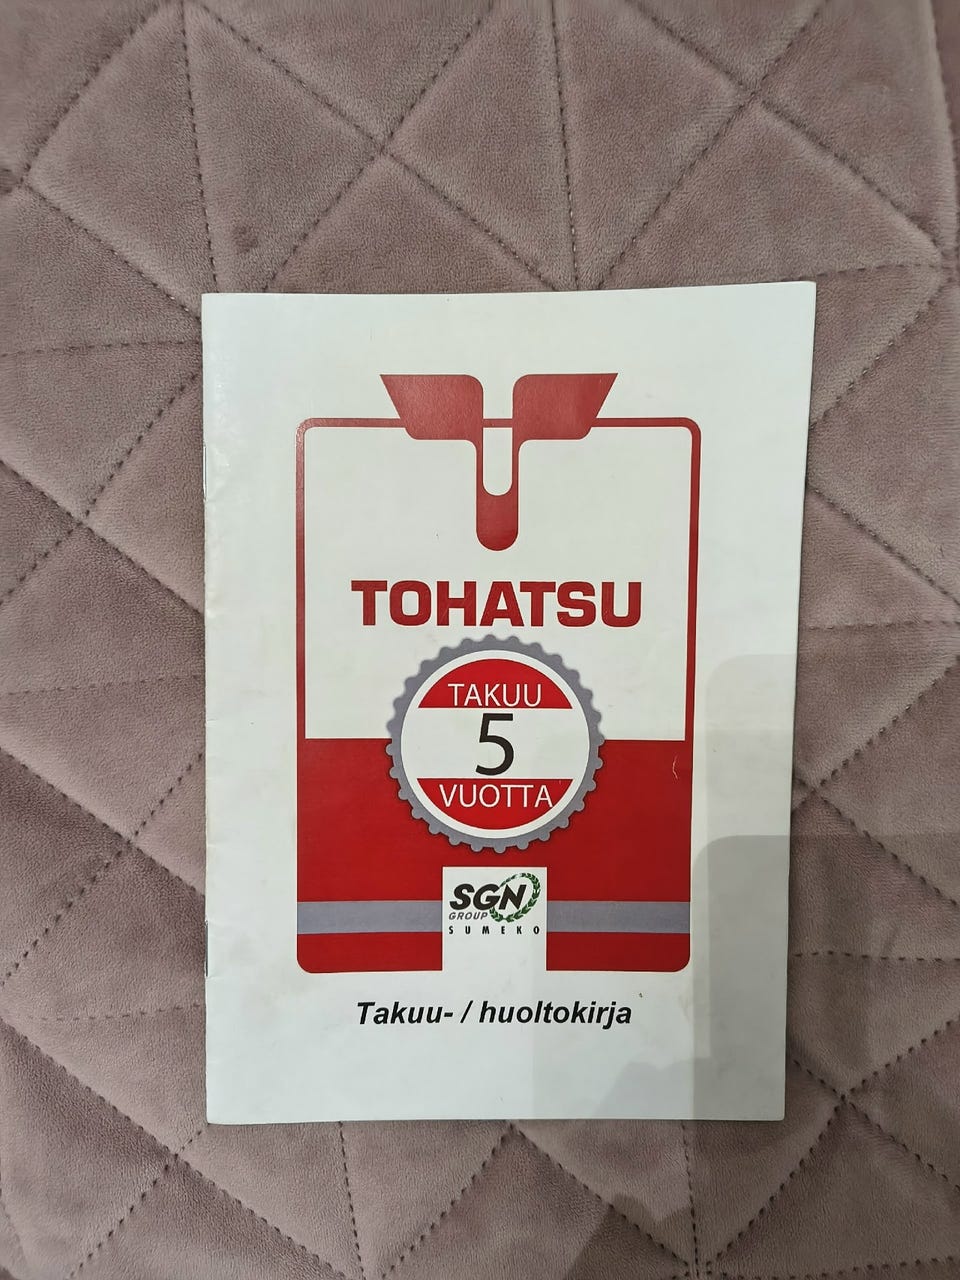 TOHATSU
TAKUU
5
VUOTTA
SGN
GROUP
SUMEKO
Takuu- / huoltokirja